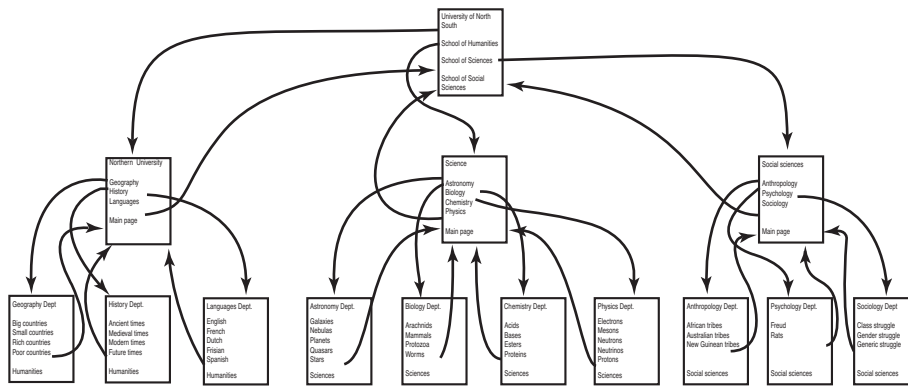 University of North
South
School of Humanities
School of Sciences
School of Social
Sciences
Northern University
Geography
History
Languages
Main page
Science
Astronomy
Biology
Chemistry
Physics
Main page
Social sciences
Anthropology
Psychology
Sociology
Main page
Geography Dept
Big countries
Small countries
Rich countries
Poor countries
Humanities
History Dept.
Ancient times
Medieval times
Modern times
Future times
Humanities
Languages Dept.
English
French
Dutch
Frisian
Spanish
Humanities
Astronomy Dept.
Galaxies
Nebulas
Planets
Quasars
Stars
Sciences
Biology Dept.
Arachnids
Mammals
Protozoa
Worms
Sciences
Chemistry Dept.
Acids
Bases
Esters
Proteins
Sciences
Physics Dept.
Electrons
Mesons
Neutrons
Neutrinos
Protons
Sciences
Anthropology Dept.
African tribes
Australian tribes
New Guinean tribes
Social sciences
Psychology Dept.
Freud
Rats
Social sciences
Sociology Dept
Class struggle
Gender struggle
Generic struggle
Social sciences